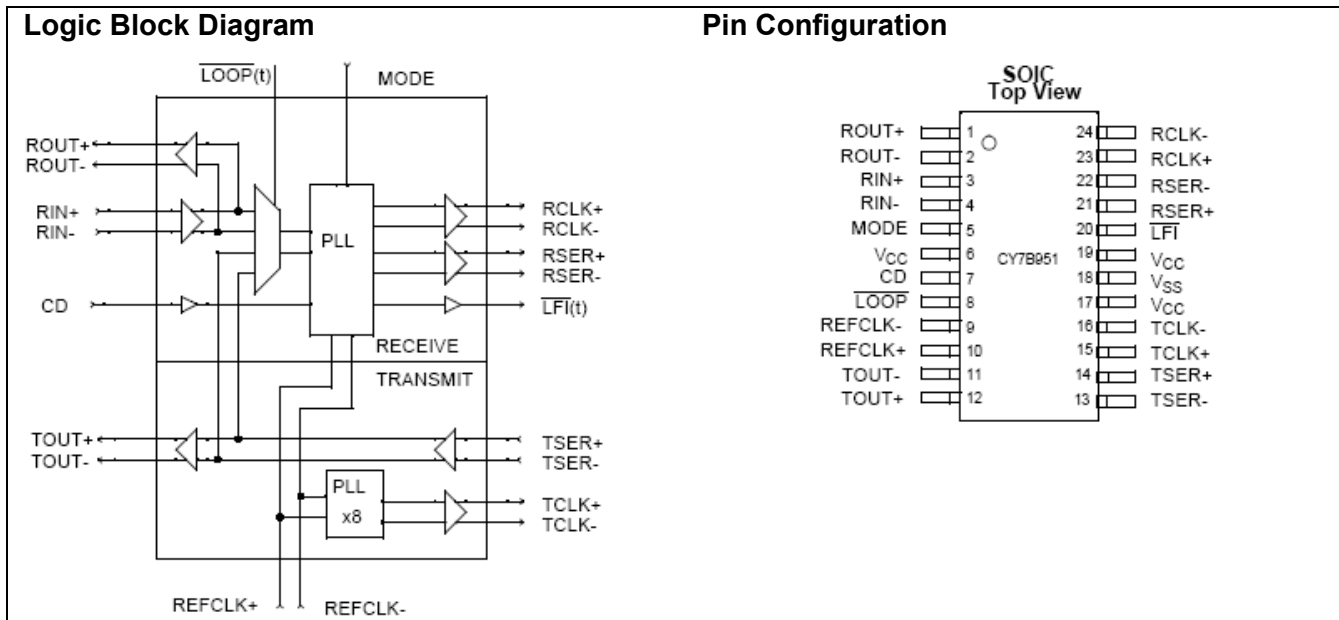 Logic Block Diagram
LOOP(t)
MODE
ROUT+
ROUT-
RIN+
RIN-
CD
PLL
RCLK+
RCLK-
RSER+
RSER-
LFI(t)
RECEIVE
TRANSMIT
TOUT+
TOUT-
TSER+
TSER-
PLL
x8
TCLK+
TCLK-
REFCLK+
REFCLK-
Pin Configuration
SOIC
Top View
ROUT+ 1 24 RCLK-
ROUT- 2 23 RCLK+
RIN+ 3 22 RSER-
RIN- 4 21 RSER+
MODE 5 20 LFI
VCC 6 CY7B951 19 VCC
CD 7 18 VSS
LOOP 8 17 VCC
REFCLK- 9 16 TCLK-
REFCLK+ 10 15 TCLK+
TOUT- 11 14 TSER+
TOUT+ 12 13 TSER-